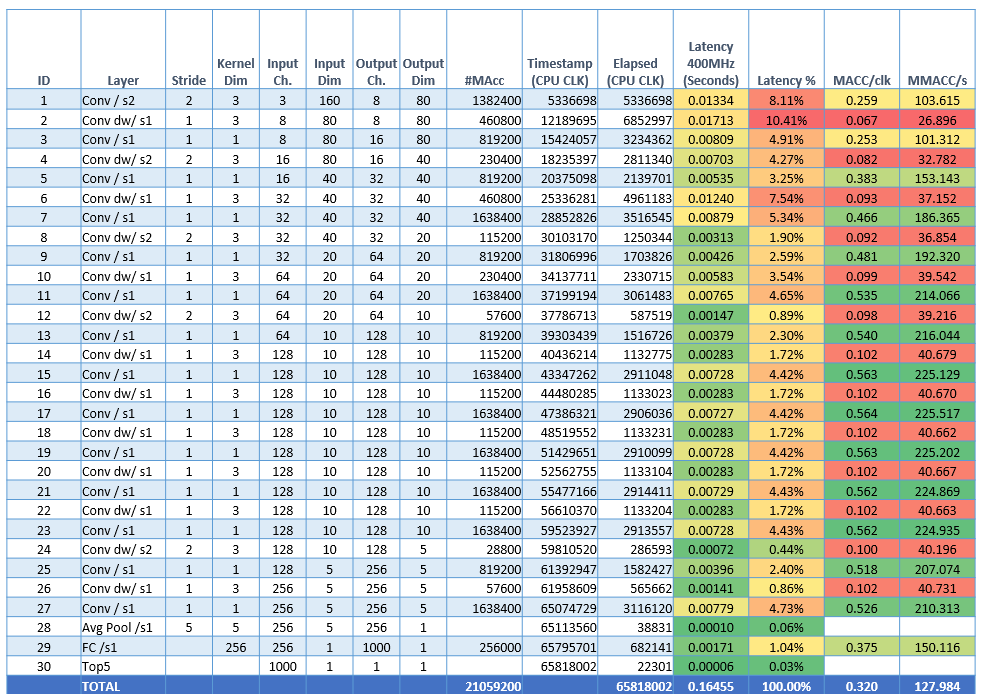 ID Layer Stride Kernel Dim Input Ch. Input Dim Output Ch. Output Dim #MAcc Timestamp (CPU CLK) Elapsed (CPU CLK) Latency 400MHz (Seconds) Latency % MACC/clk MMACC/s
1 Conv / s2 2 3 3 160 8 80 1382400 5336698 5336698 0.01334 8.11% 0.259 103.615
2 Conv dw/ s1 1 3 8 80 8 80 460800 12189695 6852997 0.01713 10.41% 0.067 26.896
3 Conv / s1 1 1 8 80 16 80 819200 15424057 3234362 0.00809 4.91% 0.253 101.312
4 Conv dw/ s2 2 3 16 80 16 40 230400 18235397 2811340 0.00703 4.27% 0.082 32.782
5 Conv / s1 1 1 16 40 32 40 819200 20375098 2139701 0.00535 3.25% 0.383 153.143
6 Conv dw/ s1 1 3 32 40 32 40 460800 25336281 4961183 0.01240 7.54% 0.093 37.152
7 Conv / s1 1 1 32 40 32 40 1638400 28852826 3516545 0.00879 5.34% 0.466 186.365
8 Conv dw/ s2 2 3 32 40 32 20 115200 30103170 1250344 0.00313 1.90% 0.092 36.854
9 Conv / s1 1 1 32 20 64 20 819200 31806996 1703826 0.00426 2.59% 0.481 192.320
10 Conv dw/ s1 1 3 64 20 64 20 230400 34137711 2330715 0.00583 3.54% 0.099 39.542
11 Conv / s1 1 1 64 20 64 20 1638400 37199194 3061483 0.00765 4.65% 0.535 214.066
12 Conv dw/ s2 2 3 64 20 64 10 57600 37786713 587519 0.00147 0.89% 0.098 39.216
13 Conv / s1 1 1 64 10 128 10 819200 39303439 1516726 0.00379 2.30% 0.540 216.044
14 Conv dw/ s1 1 3 128 10 128 10 115200 40436214 1132775 0.00283 1.72% 0.102 40.679
15 Conv / s1 1 1 128 10 128 10 1638400 43347262 2911048 0.00728 4.42% 0.563 225.129
16 Conv dw/ s1 1 3 128 10 128 10 115200 44480285 1133023 0.00283 1.72% 0.102 40.670
17 Conv / s1 1 1 128 10 128 10 1638400 47386321 2906036 0.00727 4.42% 0.564 225.517
18 Conv dw/ s1 1 3 128 10 128 10 115200 48519552 1133231 0.00283 1.72% 0.102 40.662
19 Conv / s1 1 1 128 10 128 10 1638400 51429651 2910099 0.00728 4.42% 0.563 225.202
20 Conv dw/ s1 1 3 128 10 128 10 115200 52562755 1133104 0.00283 1.72% 0.102 40.667
21 Conv / s1 1 1 128 10 128 10 1638400 55477166 2914411 0.00729 4.43% 0.562 224.869
22 Conv dw/ s1 1 3 128 10 128 10 115200 56610370 1133204 0.00283 1.72% 0.102 40.663
23 Conv / s1 1 1 128 10 128 10 1638400 59523927 2913557 0.00728 4.43% 0.562 224.935
24 Conv dw/ s2 2 3 128 10 128 5 28800 59810520 286593 0.00072 0.44% 0.100 40.196
25 Conv / s1 1 1 128 5 256 5 819200 61392947 1582427 0.00396 2.40% 0.518 207.074
26 Conv dw/ s1 1 3 256 5 256 5 57600 61958609 565662 0.00141 0.86% 0.102 40.731
27 Conv / s1 1 1 256 5 256 5 1638400 65074729 3116120 0.00779 4.73% 0.526 210.313
28 Avg Pool /s1 5 5 256 5 256 1 65113560 38831 0.00010 0.06%
29 FC /s1 256 256 1 1000 1 256000 65795701 682141 0.00171 1.04% 0.375 150.116
30 Top5 1000 1 1 1 65818002 22301 0.00006 0.03%
TOTAL 21059200 65818002 0.16455 100.00% 0.320 127.984